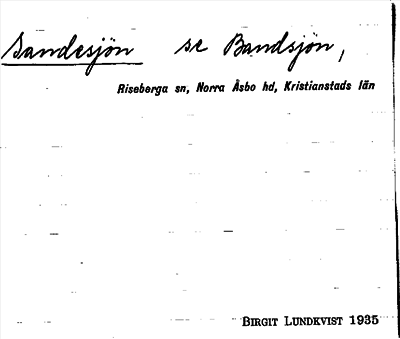 Sandesjön se Bandsjön,
Riseberga sn, Norra Åsbo hd, Kristianstads län
BIRGIT LUNDKVIST 1935